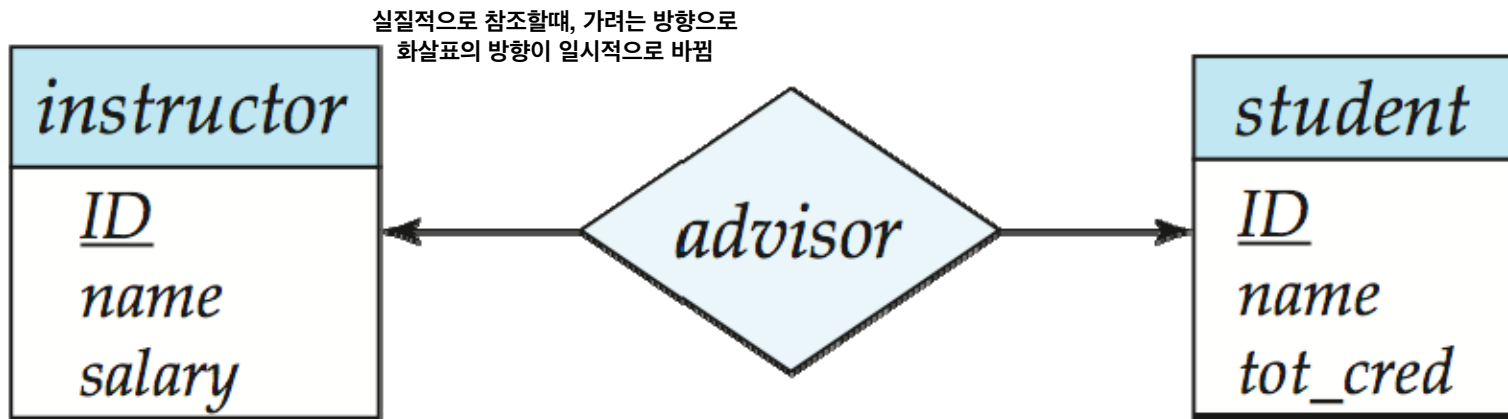 실질적으로 참조할떄, 가려는 방향으로
화살표의 방향이 일시적으로 바뀜
instructor
ID
name
salary
advisor
student
ID
name
tot_cred